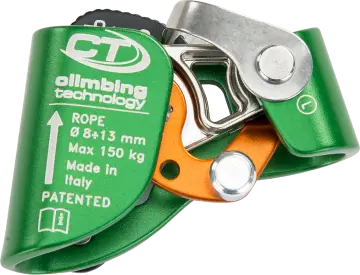 CT
climbing
technology
ROPE
Ø 8÷13 mm
Max 150 kg
Made in
Italy
PATENTED
L